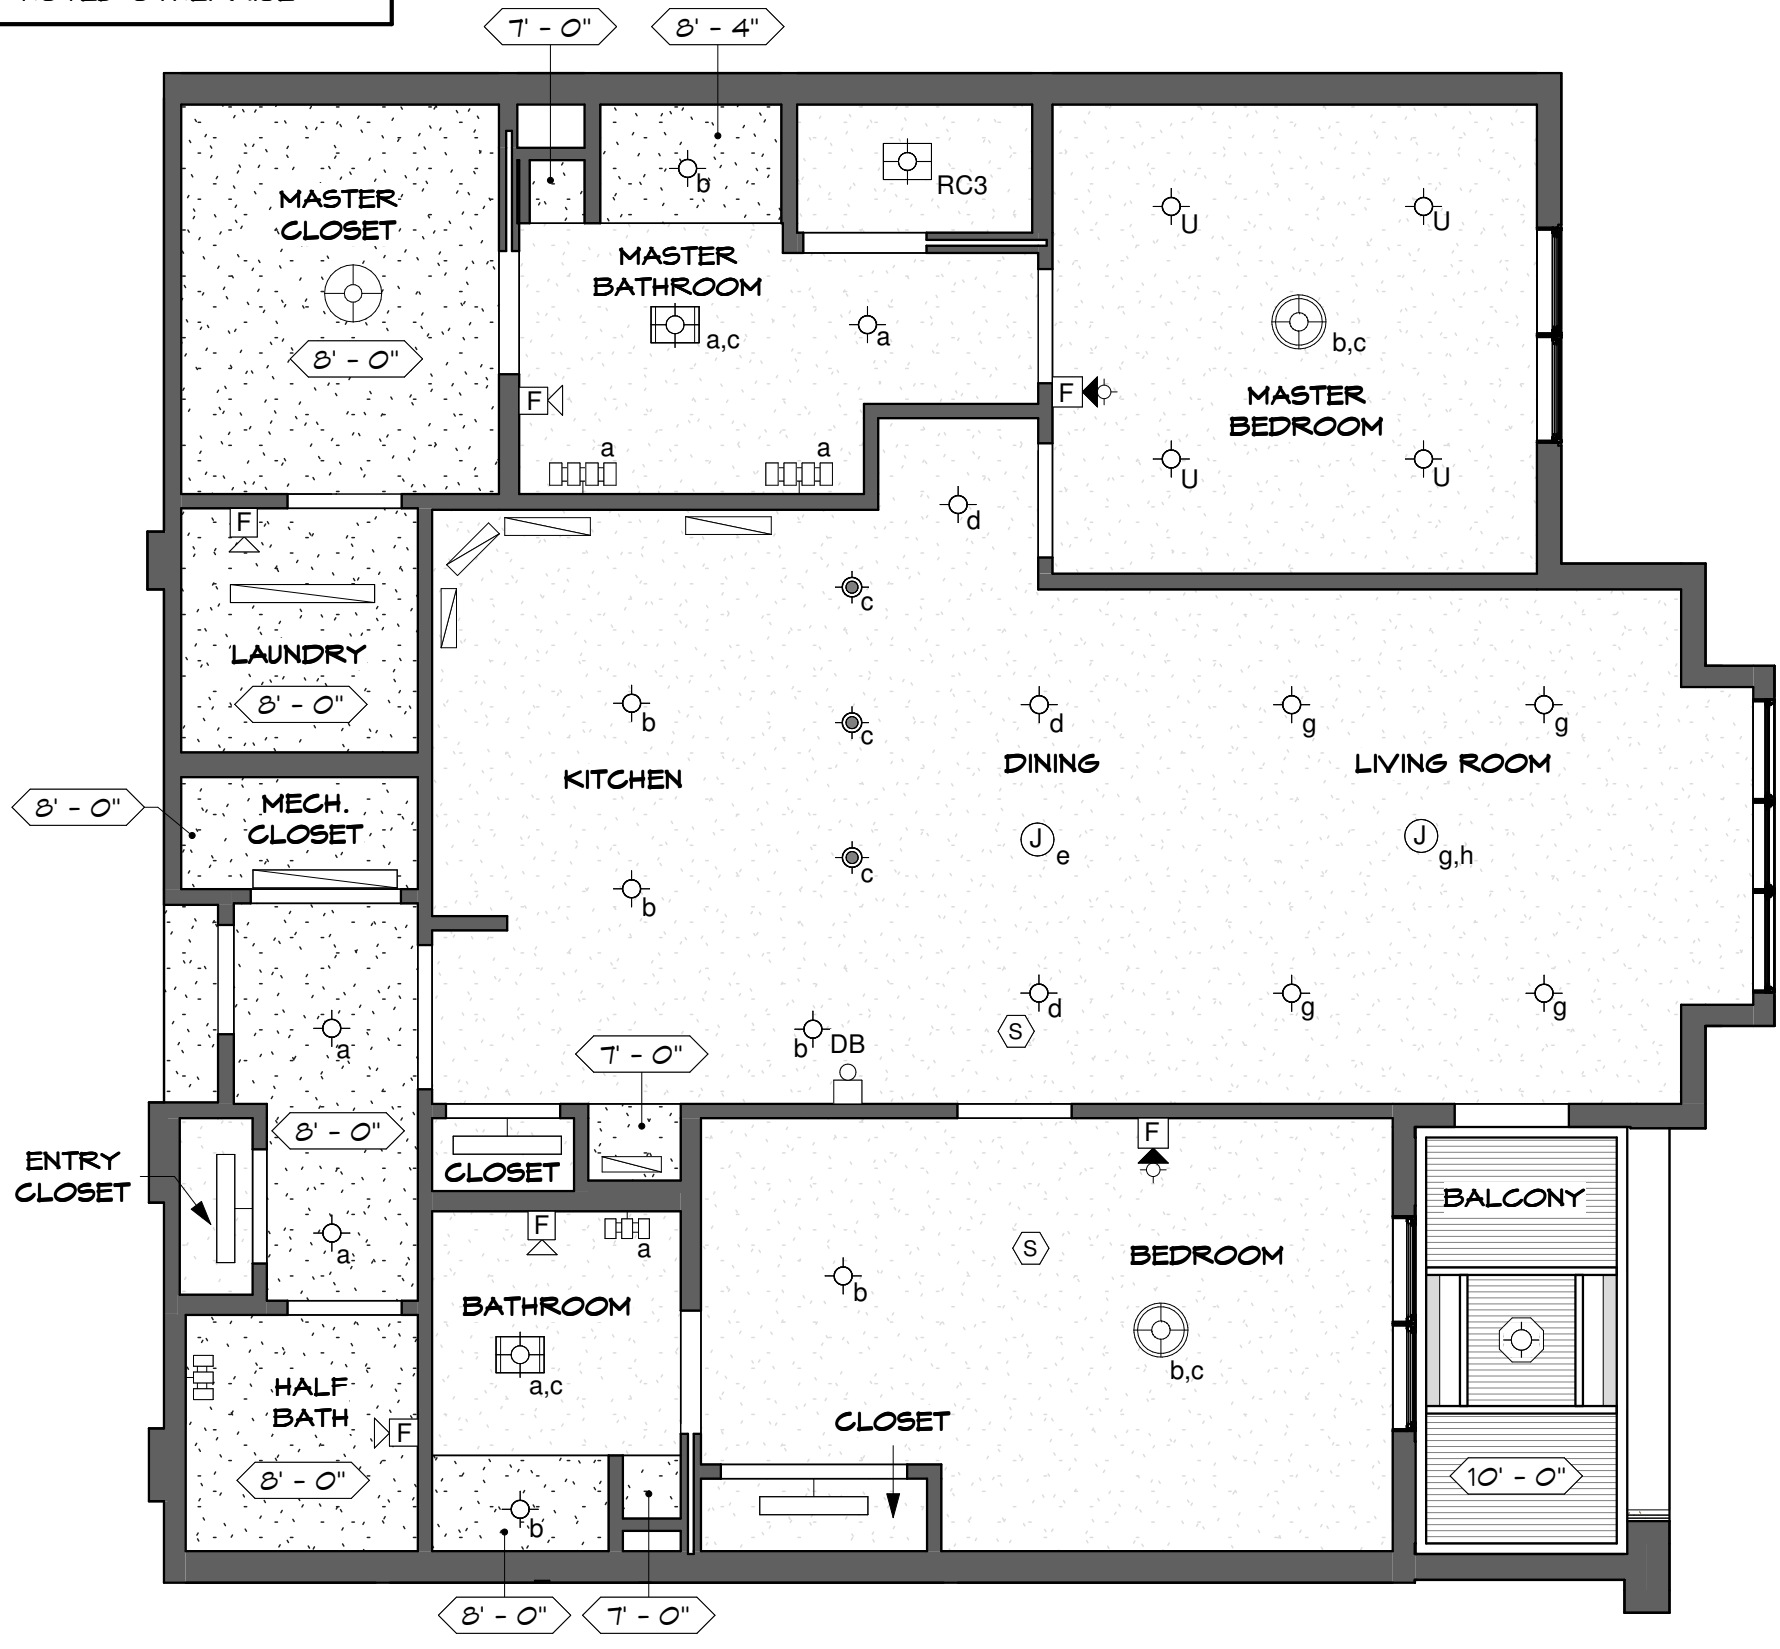 7' - 0"
8' - 4"
MASTER
CLOSET
8' - 0"
b
RC3
U
U
MASTER
BATHROOM
a,c
a
b,c
MASTER
BEDROOM
F
F
a
a
U
U
F
d
LAUNDRY
8' - 0"
c
b
c
d
g
g
KITCHEN
DINING
LIVING ROOM
8' - 0"
MECH.
CLOSET
J
e
J
g,h
c
b
d
g
g
S
a
b
DB
7' - 0"
8' - 0"
ENTRY
CLOSET
CLOSET
F
BALCONY
F
a
a
S
BEDROOM
b
BATHROOM
a,c
b,c
HALF
BATH
F
CLOSET
8' - 0"
10' - 0"
b
8' - 0"
7' - 0"